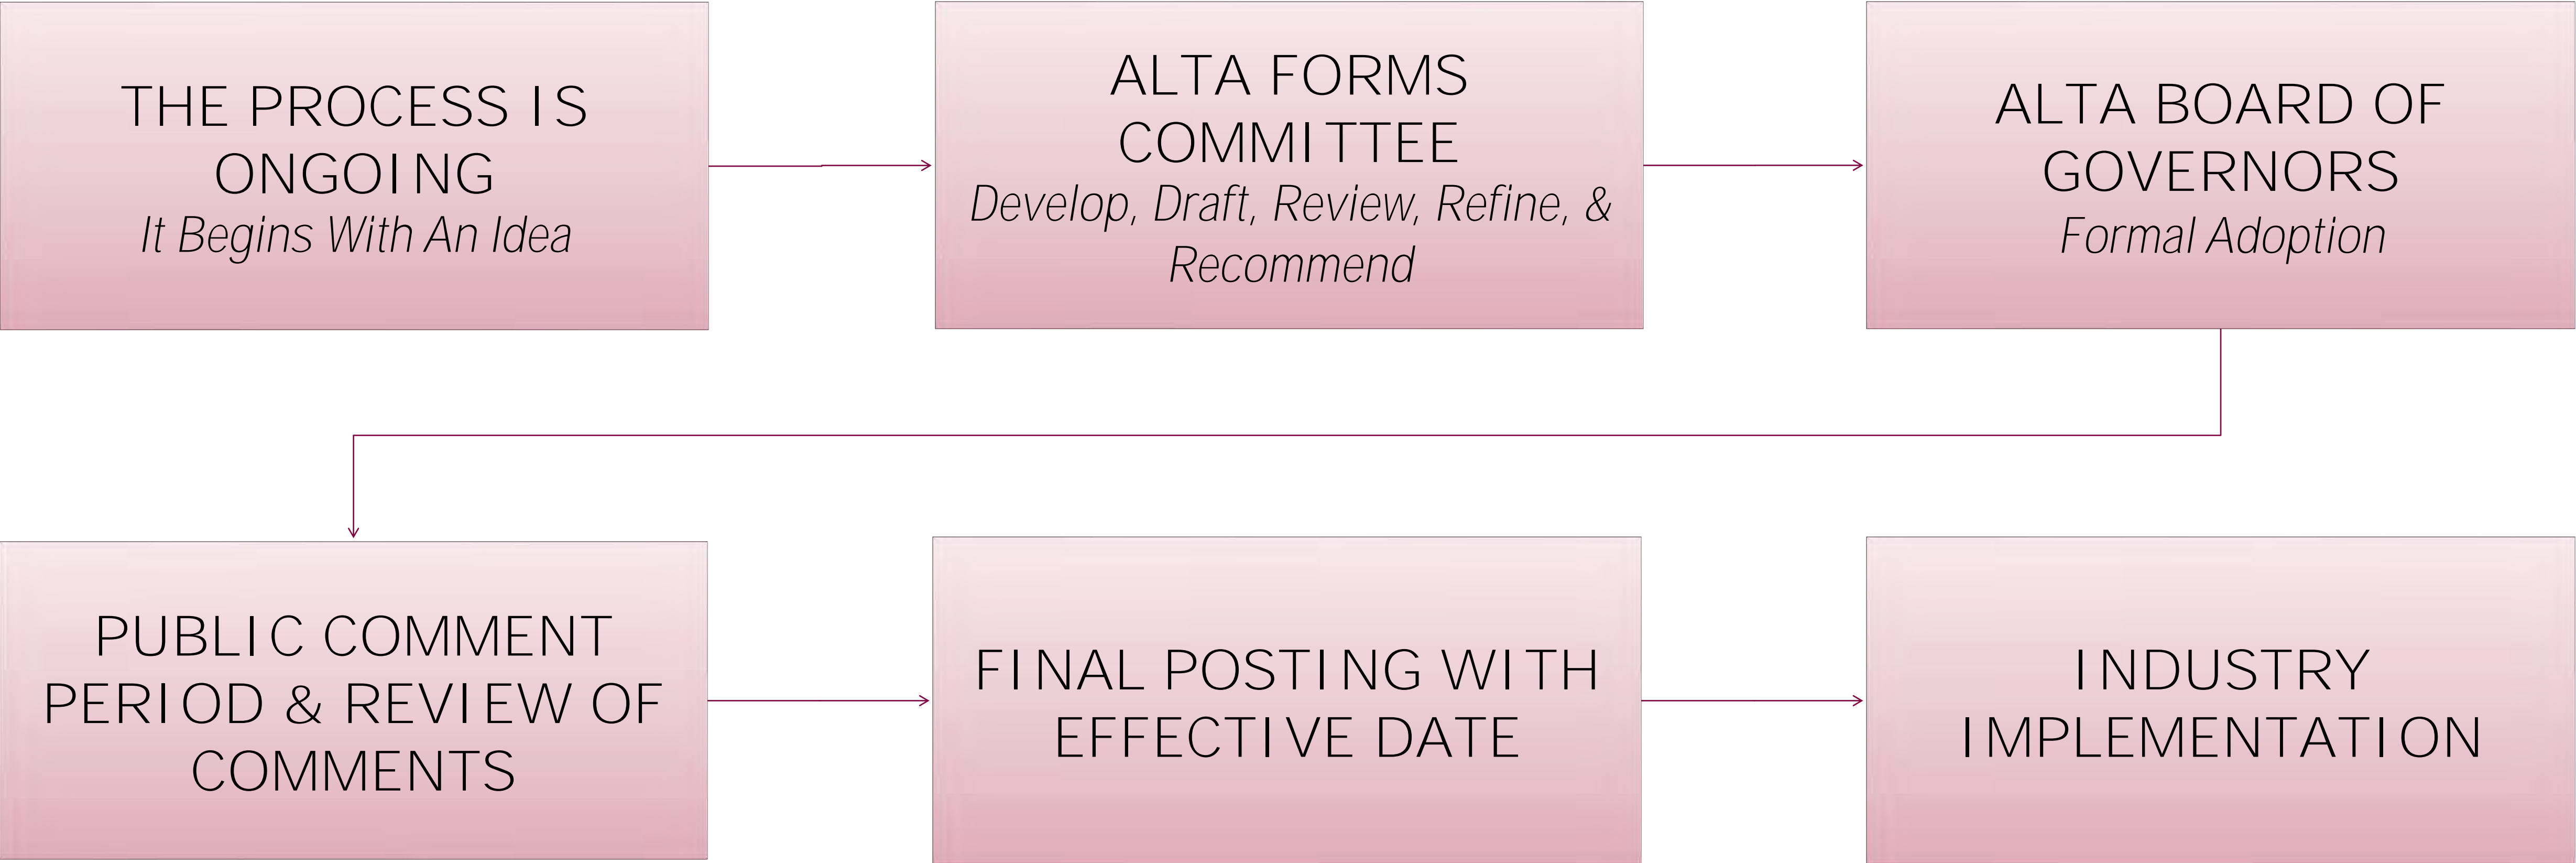 THE PROCESS IS
ONGOING
It Begins With An Idea
ALTA FORMS
COMMITTEE
Develop, Draft, Review, Refine, &
Recommend
ALTA BOARD OF
GOVERNORS
Formal Adoption
PUBLIC COMMENT
PERIOD & REVIEW OF
COMMENTS
FINAL POSTING WITH
EFFECTIVE DATE
INDUSTRY
IMPLEMENTATION